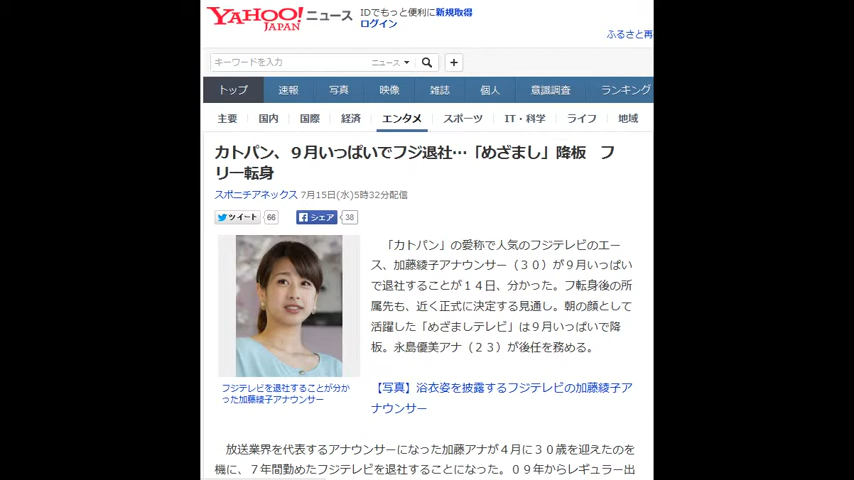 YAHOO! ニュース
JAPAN
IDでもっと便利に新規取得
ログイン
ふるさと再
キーワードを入力
ニュース
トップ 速報 写真 映像 雑誌 個人 意識調査 ランキング
主要 国内 国際 経済 エンタメ スポーツ IT・科学 ライフ 地域
カトパン、９月いっぱいでフジ退社…「めざまし」降板　フ
リー転身
スポニチアネックス 7月15日(水)5時32分配信
ツイート 66 シェア 38
「カトパン」の愛称で人気のフジテレビのエー
ス、加藤綾子アナウンサー（３０）が９月いっぱい
で退社することが１４日、分かった。フ転身後の所
属先も、近く正式に決定する見通し。朝の顔として
活躍した「めざましテレビ」は９月いっぱいで降
板。永島優美アナ（２３）が後任を務める。
フジテレビを退社することが分か
った加藤綾子アナウンサー
【写真】浴衣姿を披露するフジテレビの加藤綾子ア
ナウンサー
放送業界を代表するアナウンサーになった加藤アナが４月に３０歳を迎えたのを
機に、７年間勤めたフジテレビを退社することになった。０９年からレギュラー出